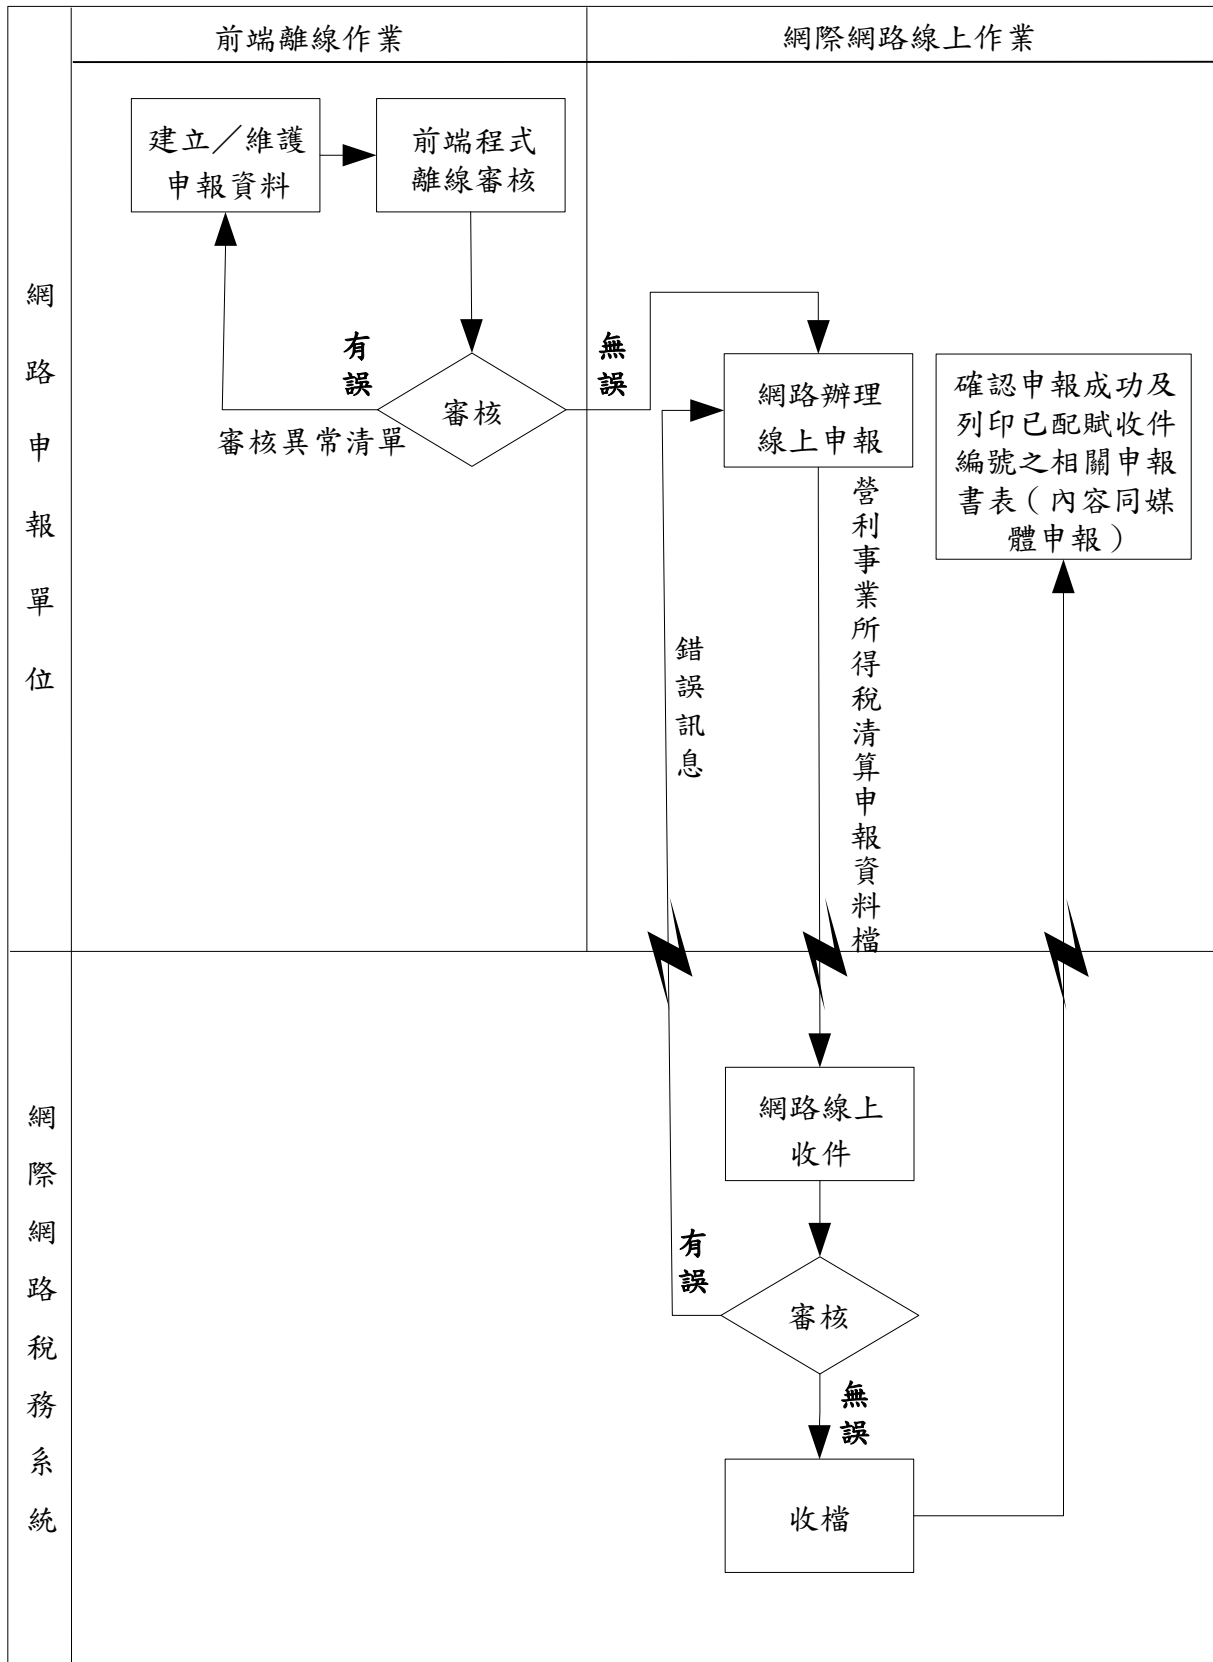 前端離線作業
網際網路線上作業
網路申報單位
建立／維護
申報資料
前端程式
離線審核
有誤
無誤
審核
審核異常清單
網路辦理
線上申報
確認申報成功及
列印已配賦收件
編號之相關申報
書表（內容同媒
體申報）
營利事業所得稅清算申報資料檔
錯誤訊息
網際網路稅務系統
網路線上
收件
有誤
審核
無誤
收檔